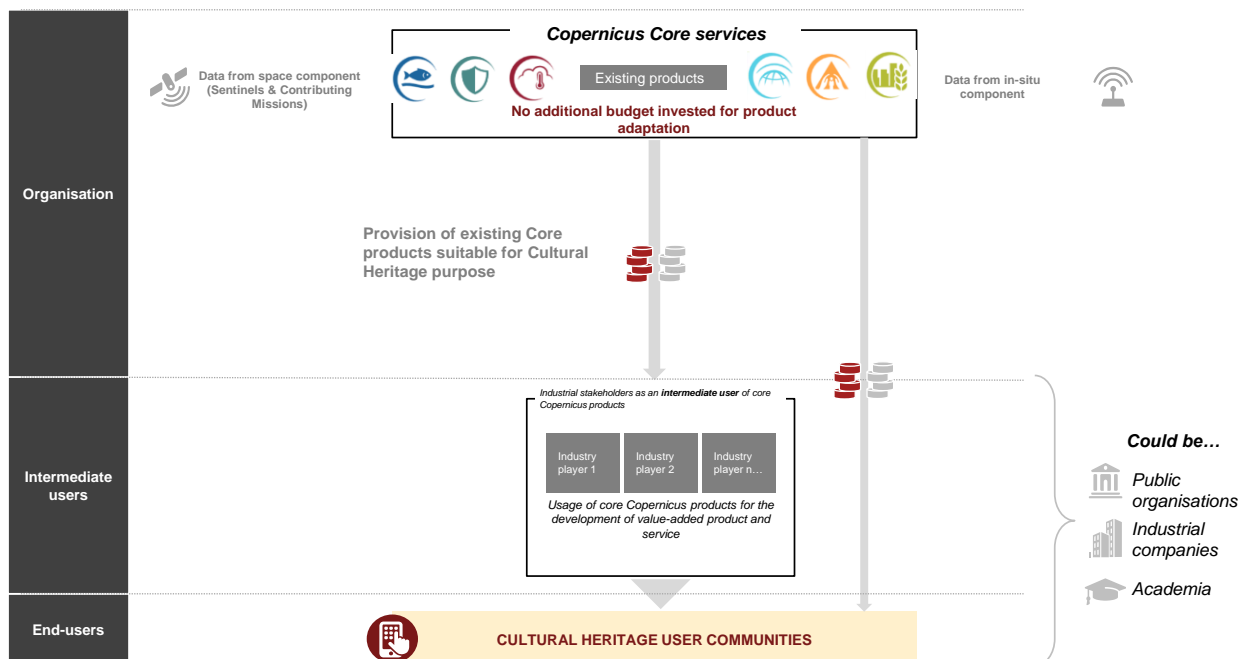 Copernicus Core services
Data from space component
(Sentinels & Contributing
Missions)
Existing products
Data from in-situ
component
No additional budget invested for product
adaptation
Organisation
Provision of existing Core
products suitable for Cultural
Heritage purpose
Industrial stakeholders as an intermediate user of core
Copernicus products
Industry
player 1
Industry
player 2
Industry
player n…
Usage of core Copernicus products for the
development of value-added product and
service
Intermediate
users
Could be…
Public
organisations
Industrial
companies
Academia
End-users
CULTURAL HERITAGE USER COMMUNITIES